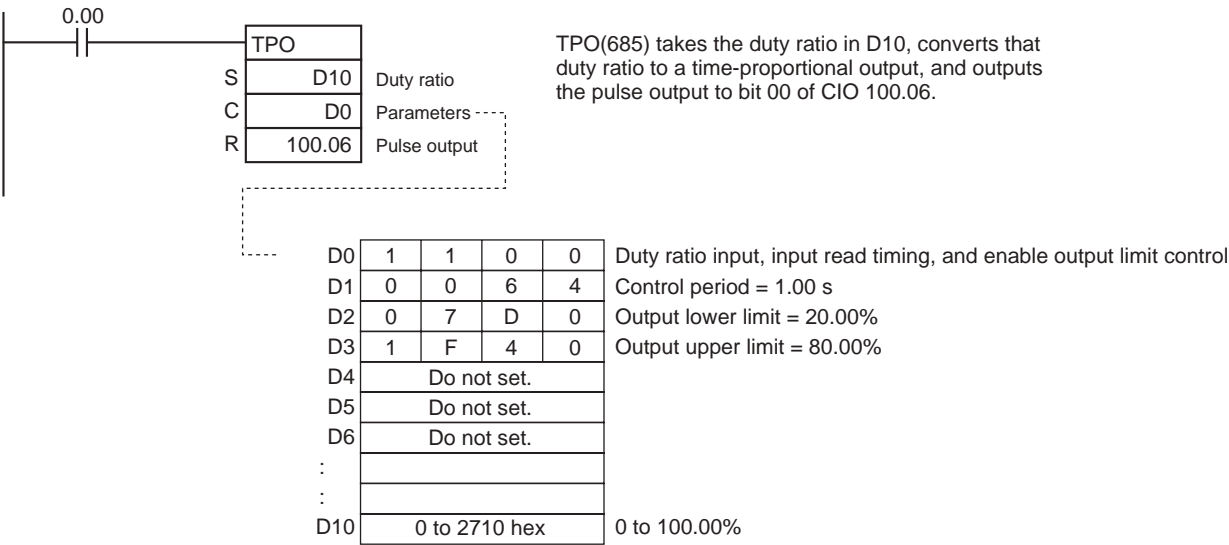 0.00
TPO
S D10 Duty ratio
C D0 Parameters
R 100.06 Pulse output
TPO(685) takes the duty ratio in D10, converts that
duty ratio to a time-proportional output, and outputs
the pulse output to bit 00 of CIO 100.06.
D0 1 1 0 0 Duty ratio input, input read timing, and enable output limit control
D1 0 0 6 4 Control period = 1.00 s
D2 0 7 D 0 Output lower limit = 20.00%
D3 1 F 4 0 Output upper limit = 80.00%
D4 Do not set.
D5 Do not set.
D6 Do not set.
:
:
D10 0 to 2710 hex 0 to 100.00%